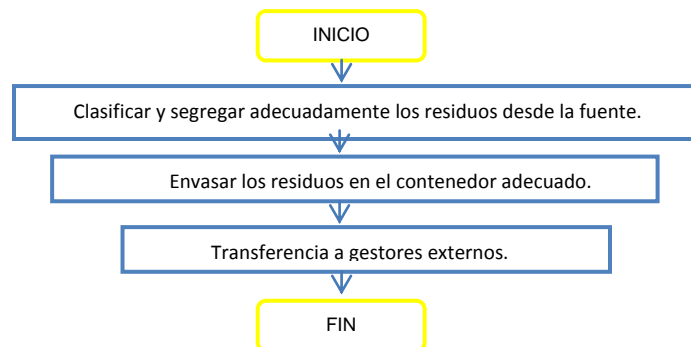 INICIO
Clasificar y segregar adecuadamente los residuos desde la fuente.
Envasar los residuos en el contenedor adecuado.
Transferencia a gestores externos.
FIN